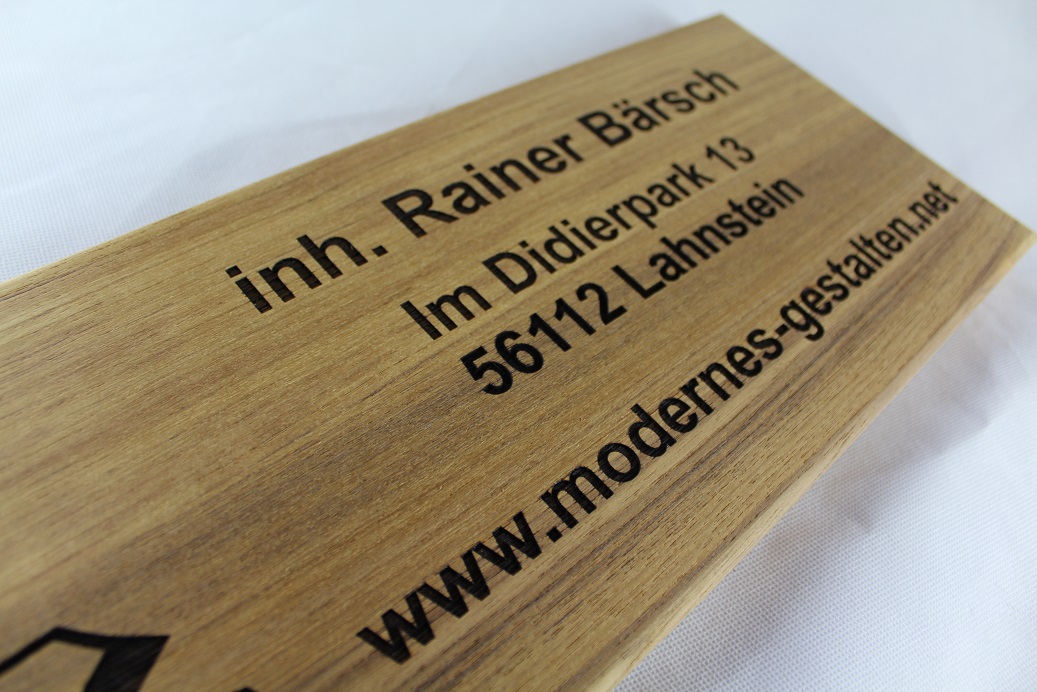 inh. Rainer Bärsch
Im Didierpark 13
56112 Lahnstein
www.modernes-gestalten.net